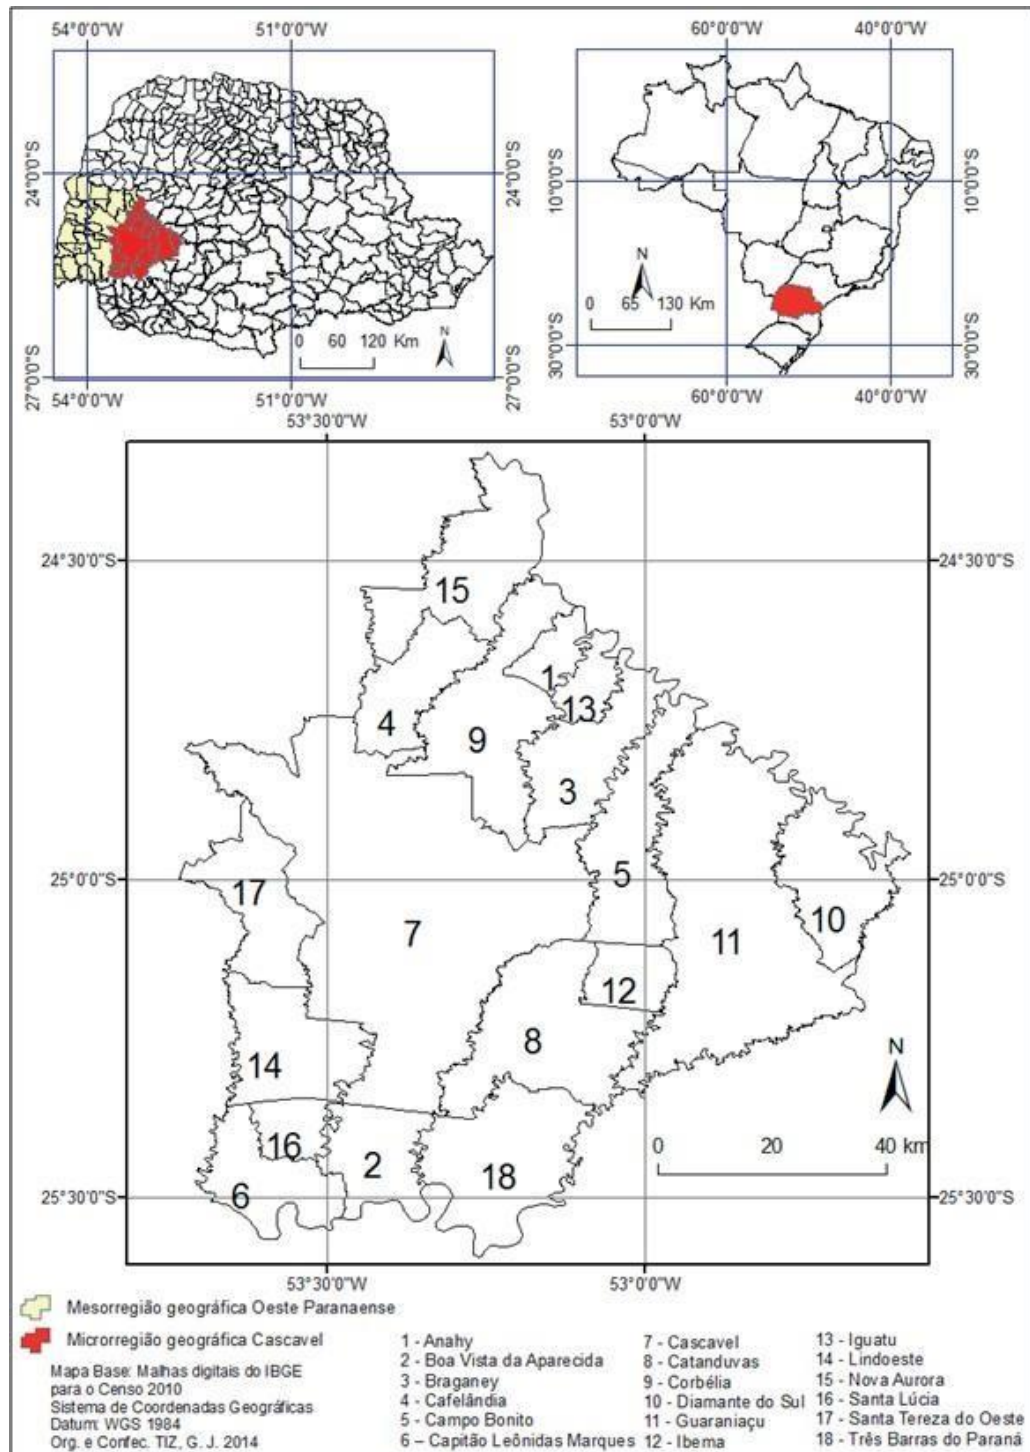 54°0'0"W 51°0'0"W
60°0'0"W 40°0'0"W
24°0'0"S 24°0'0"S
27°0'0"S 27°0'0"S
0 60 120 Km
N
54°0'0"W 51°0'0"W
10°0'0"S 10°0'0"S
N
0 65 130 Km
30°0'0"S 30°0'0"S
60°0'0"W 40°0'0"W
53°30'0"W 53°0'0"W
24°30'0"S 24°30'0"S
15
1
13
4
9
3
5
25°0'0"S 25°0'0"S
17
10
7
11
12
8
14
N
0 20 40 km
16
2
18
6
25°30'0"S 25°30'0"S
53°30'0"W 53°0'0"W
Mesorregião geográfica Oeste Paranaense
Microrregião geográfica Cascavel
Mapa Base: Malhas digitais do IBGE
para o Censo 2010
Sistema de Coordenadas Geográficas
Datum: WGS 1984
Org. e Confec. TIZ, G. J. 2014
1 - Anahy
2 - Boa Vista da Aparecida
3 - Braganey
4 - Cafelândia
5 - Campo Bonito
6 – Capitão Leônidas Marques
7 - Cascavel
8 - Catanduvas
9 - Corbélia
10 - Diamante do Sul
11 - Guaraniaçu
12 - Ibema
13 - Iguatu
14 - Lindoeste
15 - Nova Aurora
16 - Santa Lúcia
17 - Santa Tereza do Oeste
18 - Três Barras do Paraná